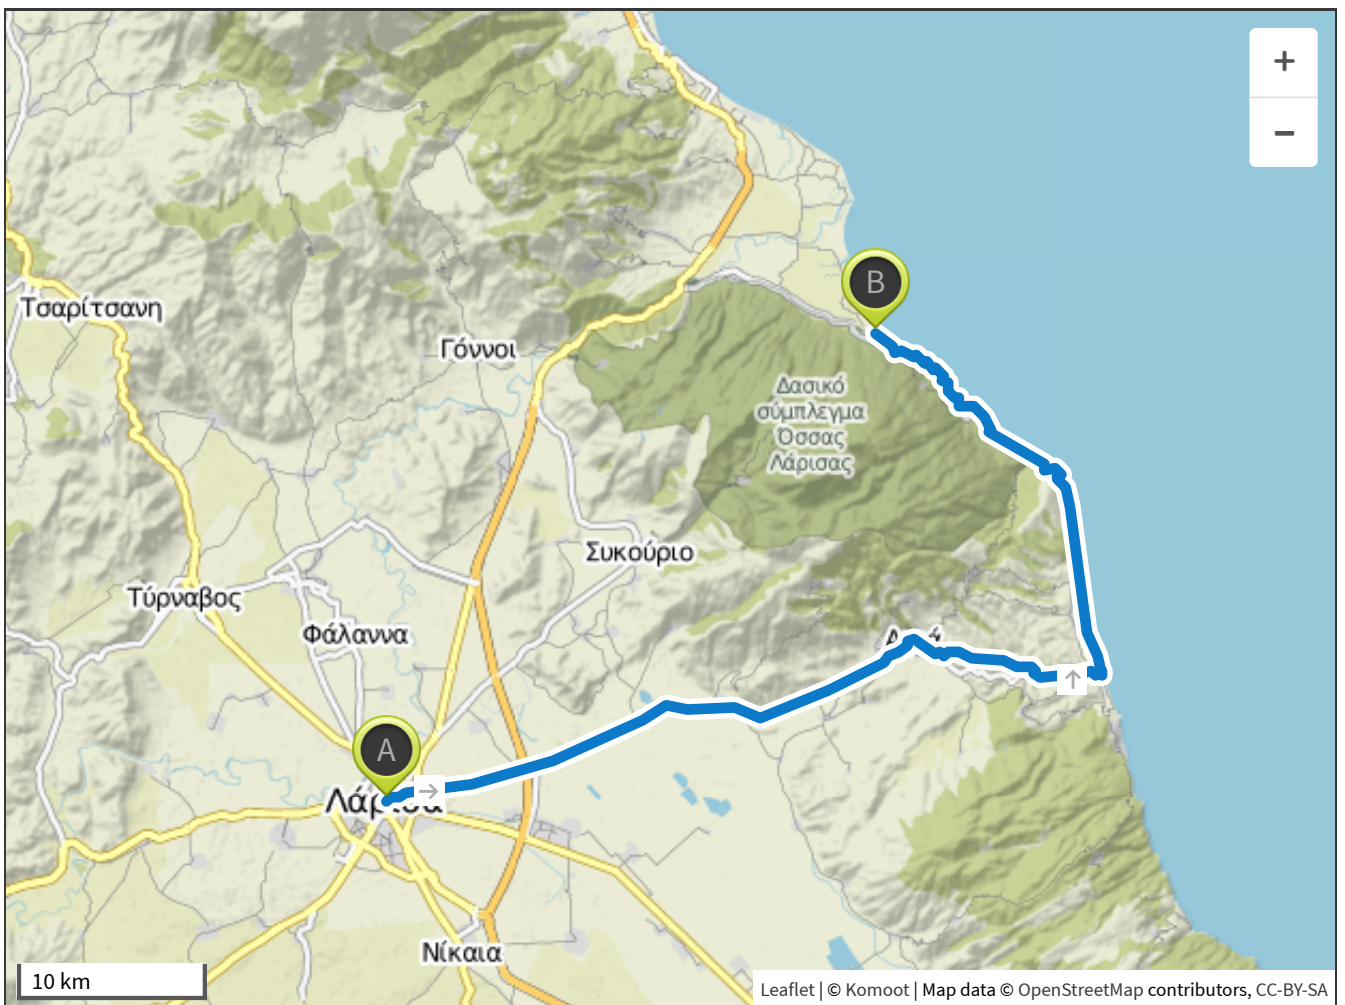 +
−
B
Τσαρίτσανη
Γόννοι
Δασικό
σύμπλεγμα
Όσσας
Λάρισας
Συκούριο
Τύρναβος
Φάλαννα
A
Νίκαια
10 km
Leaflet | © Komoot | Map data © OpenStreetMap contributors, CC-BY-SA